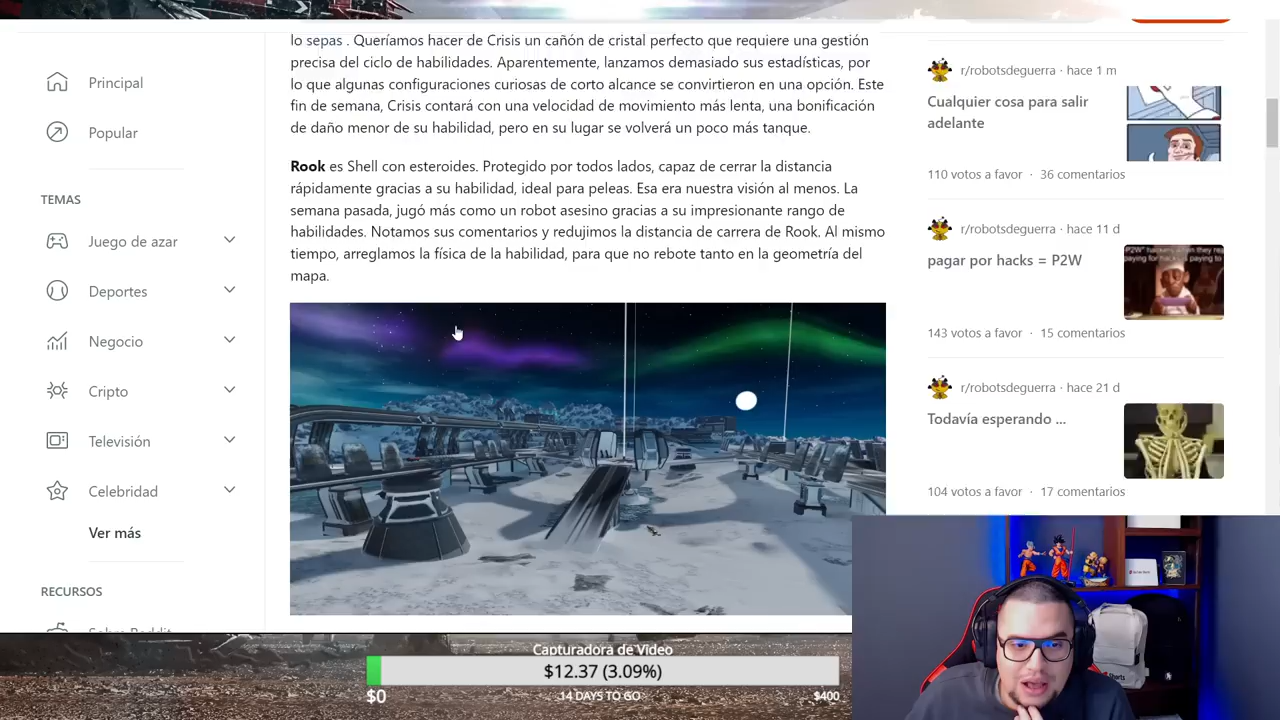 lo sepas . Queríamos hacer de Crisis un cañón de cristal perfecto que requiere una gestión
precisa del ciclo de habilidades. Aparentemente, lanzamos demasiado sus estadísticas, por
lo que algunas configuraciones curiosas de corto alcance se convirtieron en una opción. Este
fin de semana, Crisis contará con una velocidad de movimiento más lenta, una bonificación
de daño menor de su habilidad, pero en su lugar se volverá un poco más tanque.
Rook es Shell con esteroides. Protegido por todos lados, capaz de cerrar la distancia
rápidamente gracias a su habilidad, ideal para peleas. Esa era nuestra visión al menos. La
semana pasada, jugó más como un robot asesino gracias a su impresionante rango de
habilidades. Notamos sus comentarios y redujimos la distancia de carrera de Rook. Al mismo
tiempo, arreglamos la física de la habilidad, para que no rebote tanto en la geometría del
mapa.
Principal
Popular
TEMAS
Juego de azar
Deportes
Negocio
Cripto
Televisión
Celebridad
Ver más
RECURSOS
r/robotsdeguerra · hace 1 m
Cualquier cosa para salir
adelante
110 votos a favor · 36 comentarios
r/robotsdeguerra · hace 11 d
pagar por hacks = P2W
143 votos a favor · 15 comentarios
r/robotsdeguerra · hace 21 d
Todavía esperando ...
104 votos a favor · 17 comentarios
Capturadora de Video
$12.37 (3.09%)
$0
14 DAYS TO GO
$400